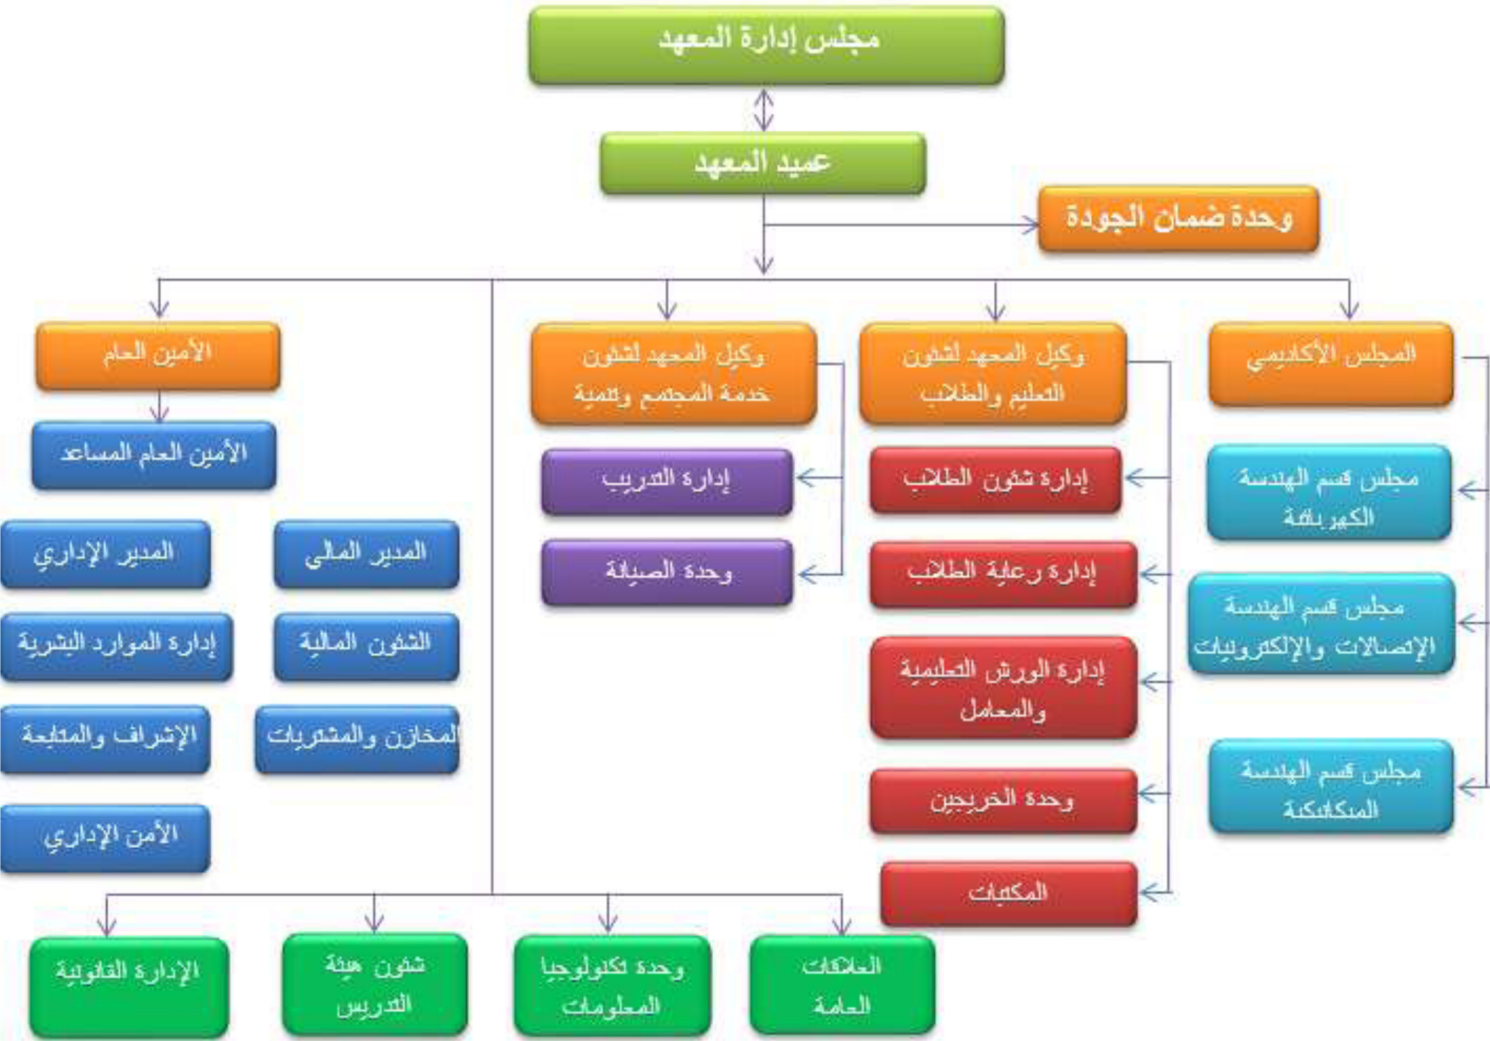 مجلس إدارة المعهد
عميد المعهد
وحدة ضمان الجودة
المجلس الأكاديمي
وكيل المعهد لشئون
التعليم والطلاب
وكيل المعهد لشئون
خدمة المجتمع وتنمية
الأمين العام
الأمين العام المساعد
مجلس قسم الهندسة
الكهربائية
مجلس قسم الهندسة
الإتصالات والإلكترونيات
مجلس قسم الهندسة
الميكانيكية
إدارة شئون الطلاب
إدارة رعاية الطلاب
إدارة الورش التعليمية
والمعامل
وحدة الخريجين
المكتبات
إدارة التدريب
وحدة الصيانة
المدير المالى
الشئون المالية
المخازن والمشتريات
المدير الإداري
إدارة الموارد البشرية
الإشراف والمتابعة
الأمن الإداري
العلاقات
العامة
وحدة تكنولوجيا
المعلومات
شئون هيئة
التدريس
الإدارة القانونية